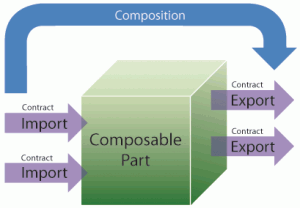 Composition
Contract
Import
Contract
Import
Composable
Part
Contract
Export
Contract
Export